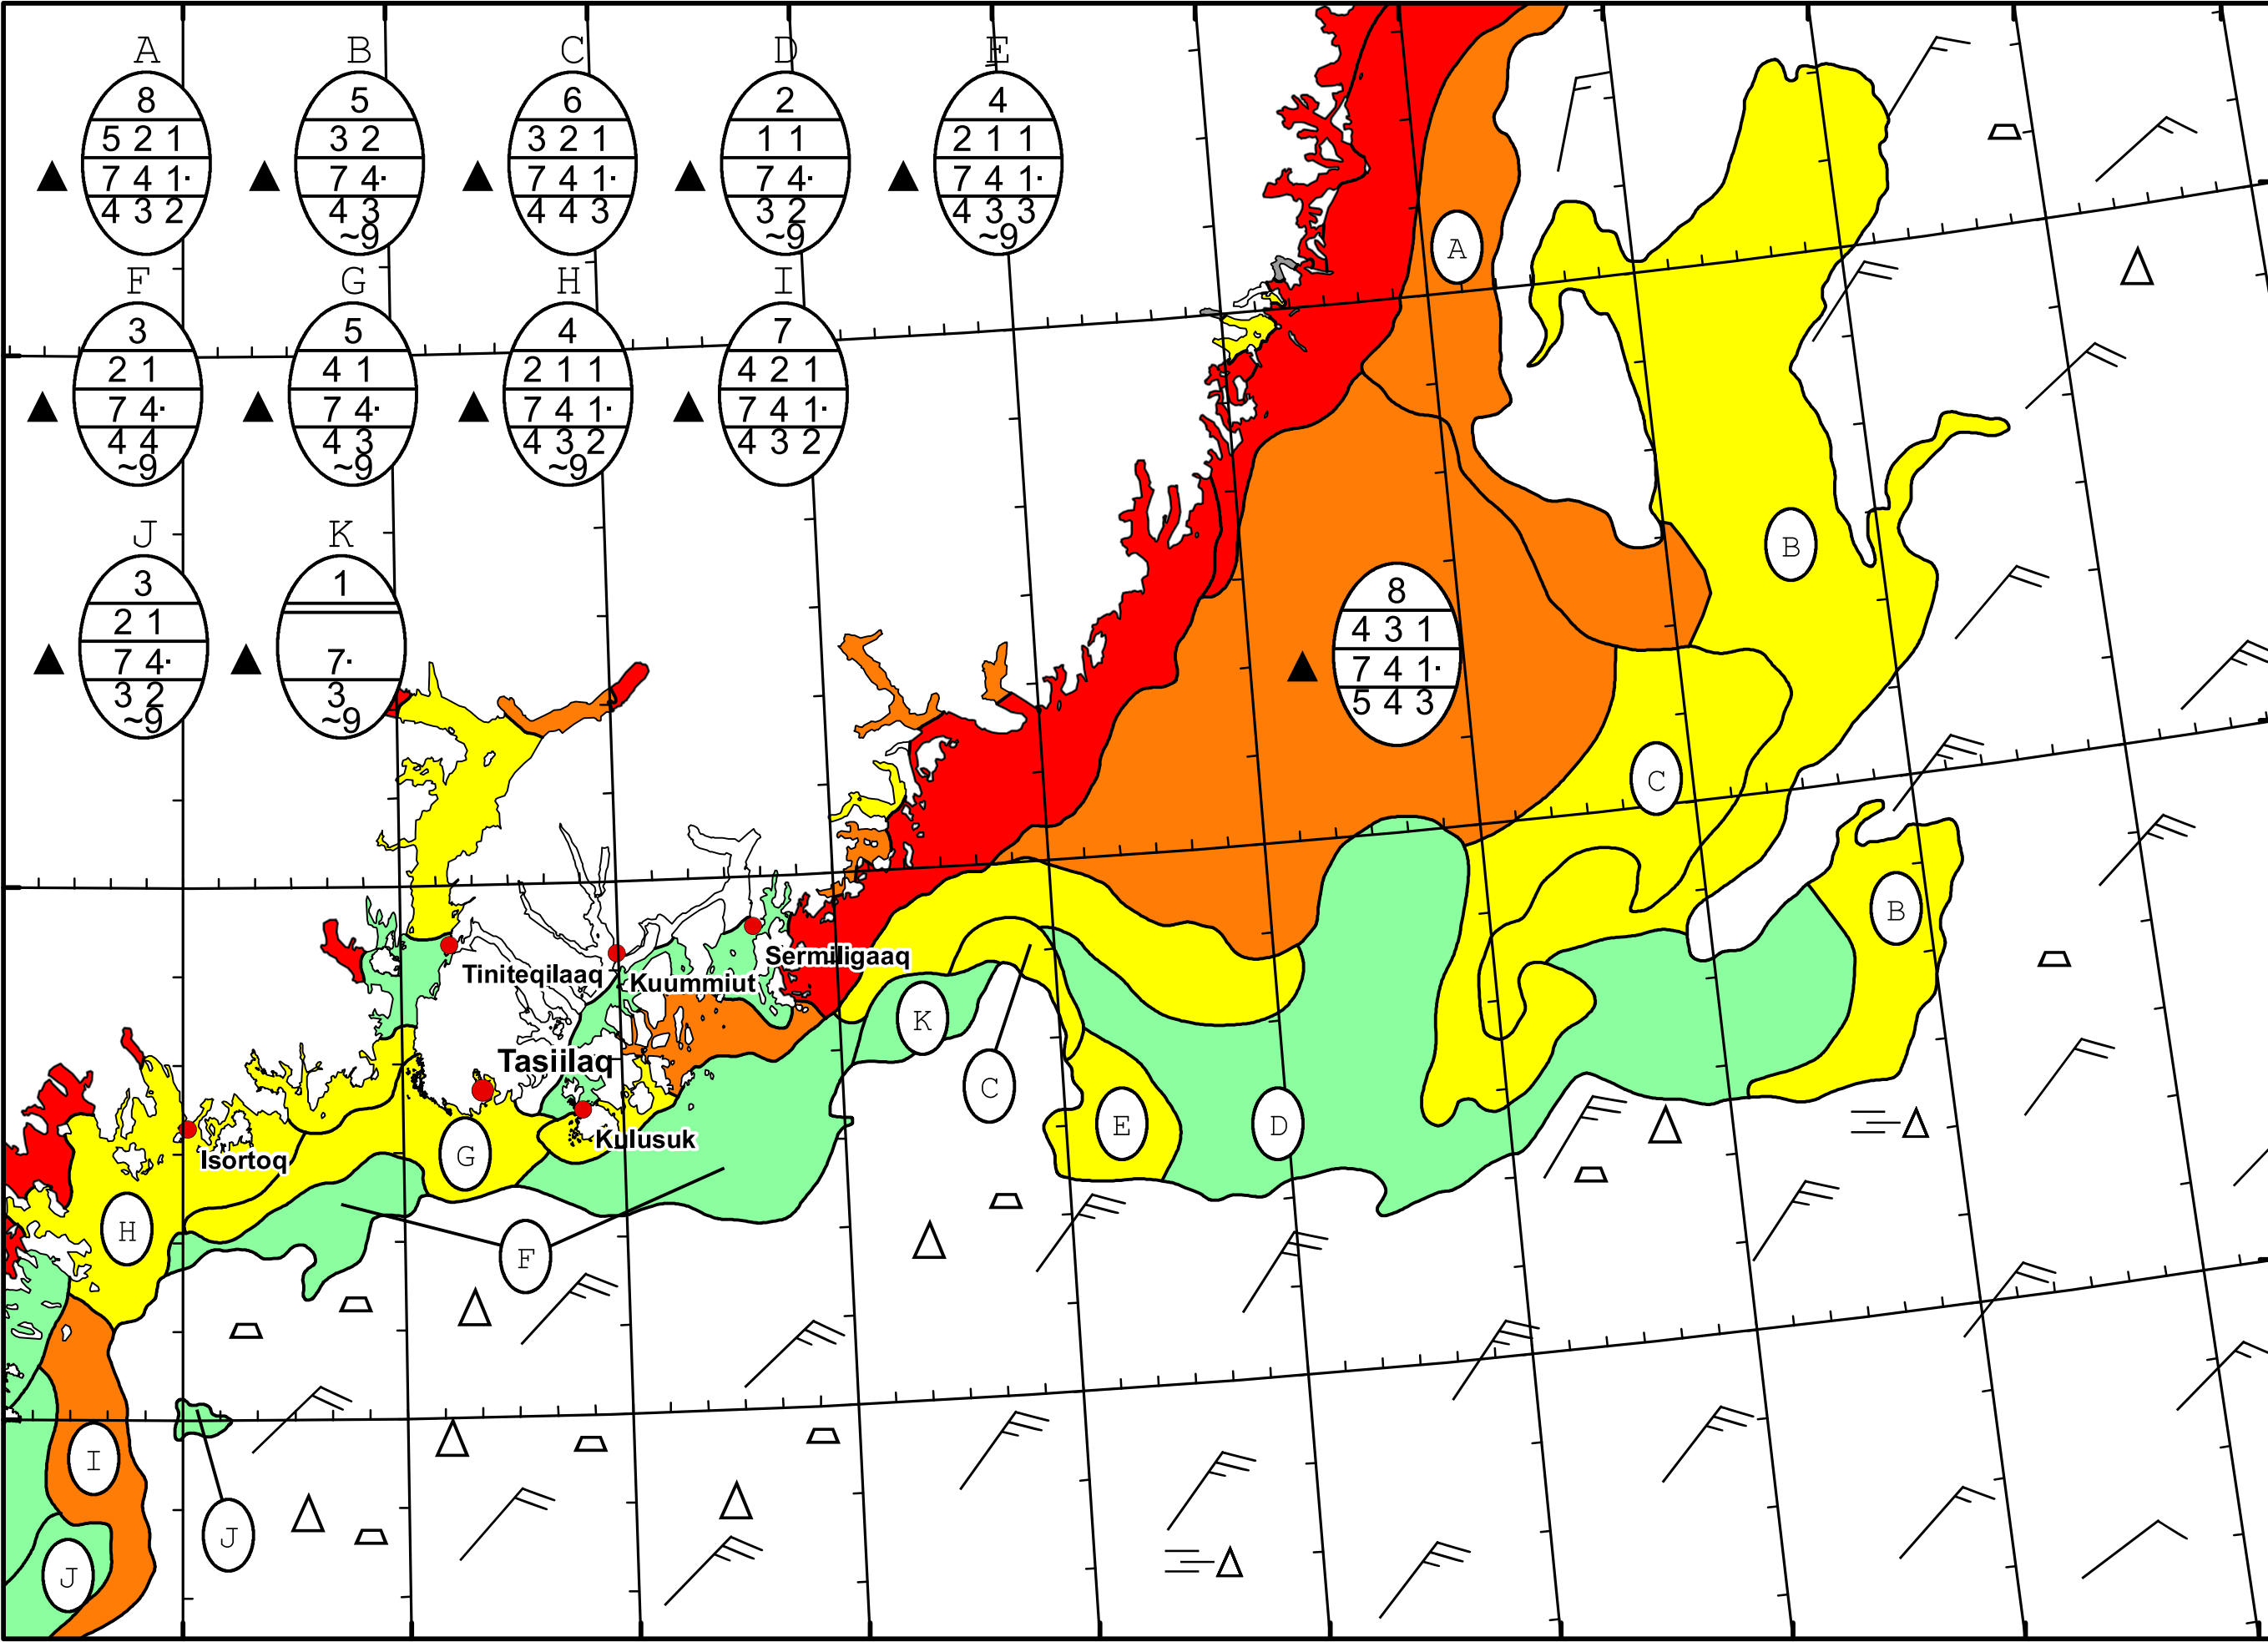 A B C D E
8 5 6 2 4
5 2 1 3 2 3 2 1 1 1 2 1 1
7 4 1· 7 4· 7 4 1· 7 4· 7 4 1·
4 3 2 4 3 4 4 3 3 2 4 3 3
~9 ~9 ~9
F G H I
3 5 4 7
2 1 4 1 2 1 1 4 2 1
7 4· 7 4· 7 4 1· 7 4 1·
4 4 4 3 4 3 2 4 3 2
~9 ~9 ~9
J K
3 1
2 1
7 4· 7·
3 2 3
~9 ~9
A
B
8
4 3 1
7 4 1·
5 4 3
C
B
Sermiligaaq
Tiniteqilaaq
Kuummiut
K
Tasiilaq
C
E
D
Kulusuk
G
Isortoq
H
F
I
J
J